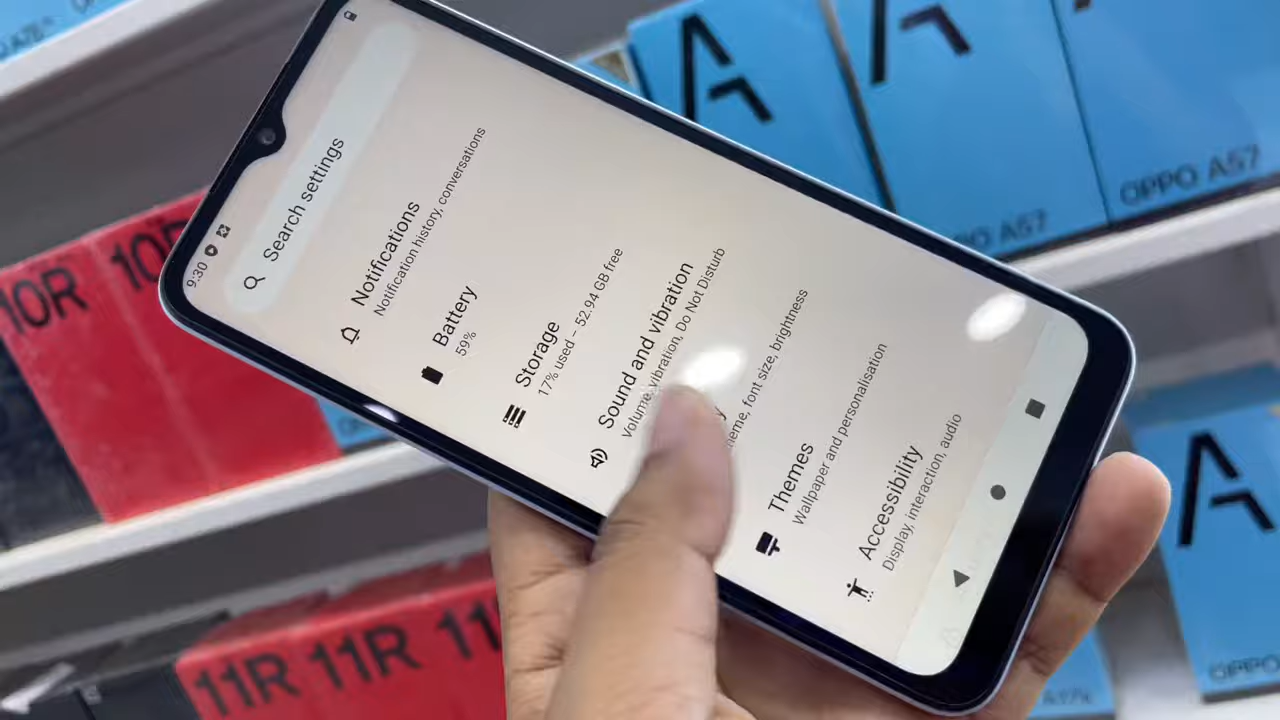 9:30
Search settings
Notifications
Notification history, conversations
Battery
59%
Storage
17% used – 52.94 GB free
Sound and vibration
Volume, vibration, Do Not Disturb
font size, brightness
Themes
Wallpaper and personalisation
Accessibility
Display, interaction, audio
10R
10R
11R 11R 11
A
OPPO A57
A57
A
OPPO